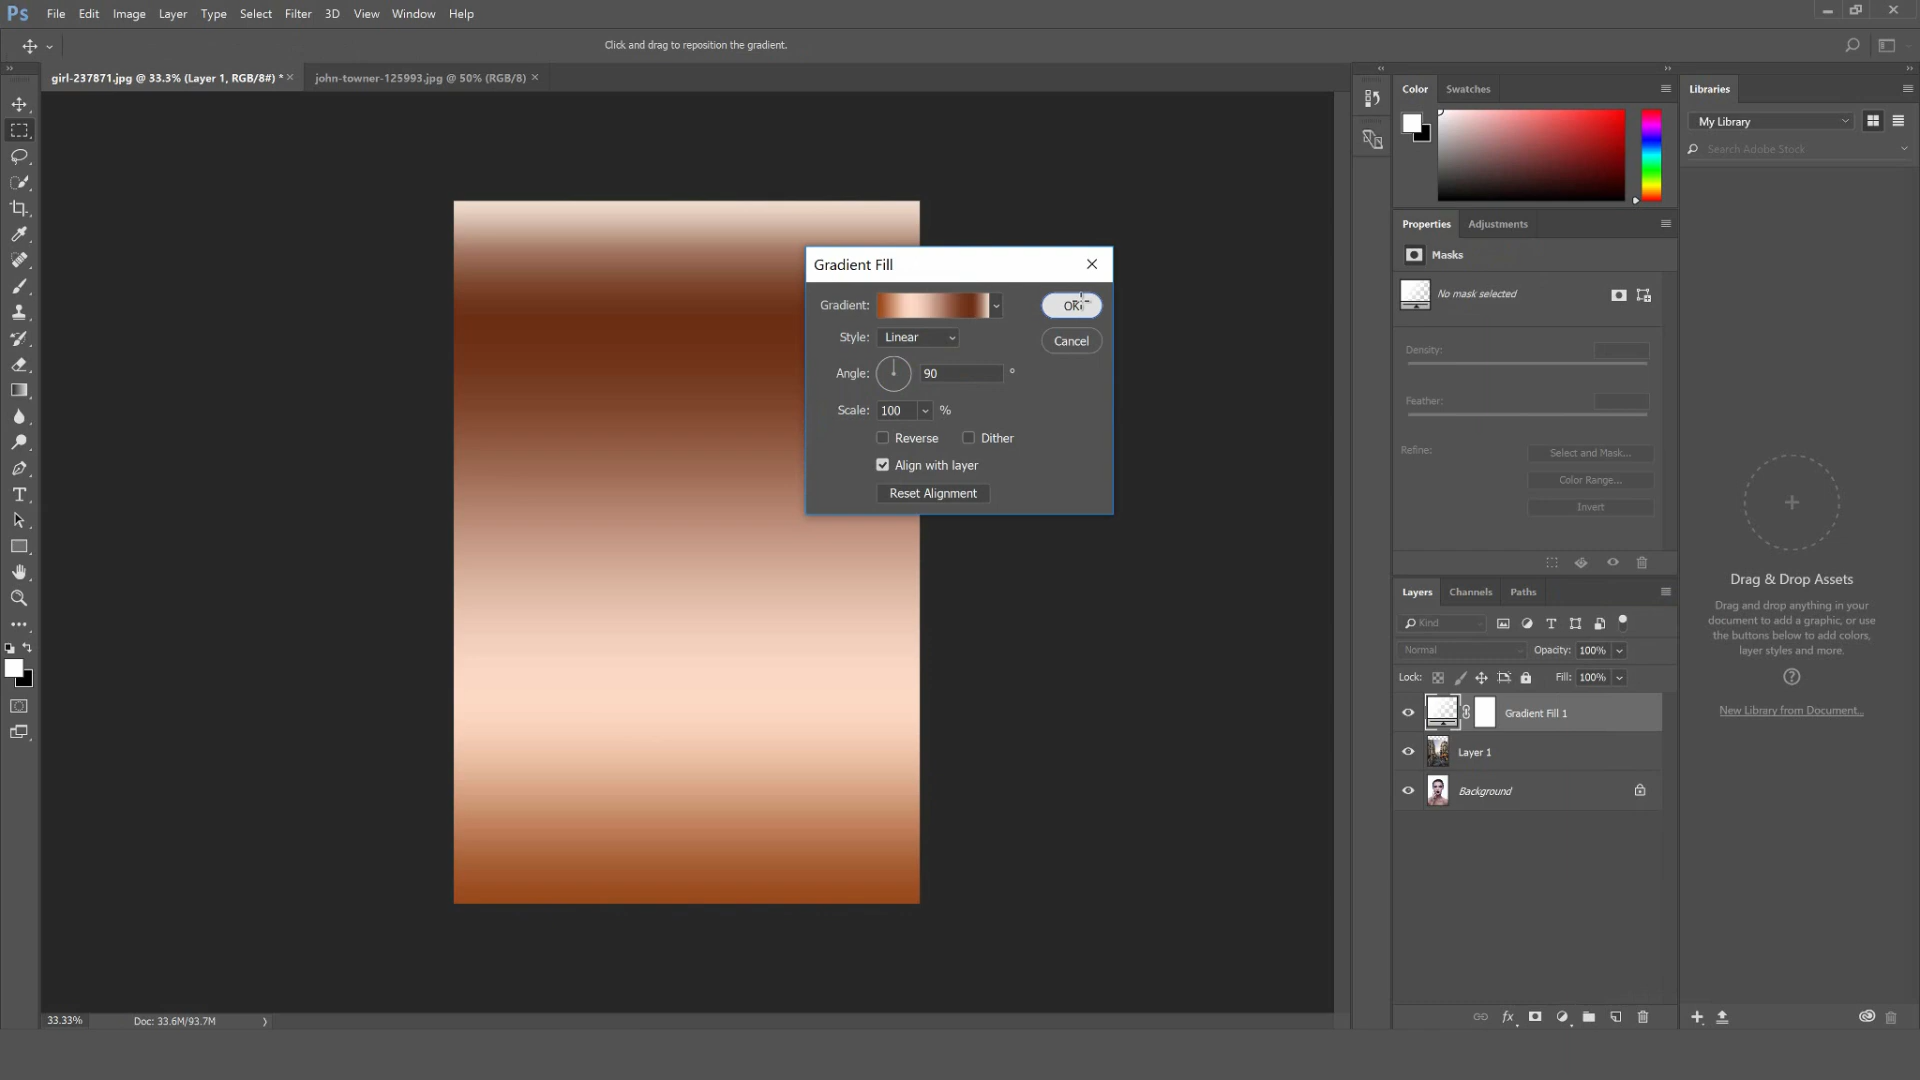 Ps File Edit Image Layer Type Select Filter 3D View Window Help
Click and drag to reposition the gradient.
girl-237871.jpg @ 33.3% (Layer 1, RGB/8#) * ×
john-towner-125993.jpg @ 50% (RGB/8) ×
Gradient Fill
Gradient:
OK
Style: Linear
Cancel
Angle: 90 °
Scale: 100 %
Reverse Dither
Align with layer
Reset Alignment
Color Swatches
Properties Adjustments
Masks
No mask selected
Density:
Feather:
Refine:
Select and Mask...
Color Range...
Invert
Layers Channels Paths
Kind
Normal Opacity: 100%
Lock: Fill: 100%
Gradient Fill 1
Layer 1
Background
fx
Libraries
My Library
Search Adobe Stock
Drag & Drop Assets
Drag and drop anything in your
document to add a graphic, or use
the buttons below to add colors,
layer styles and more.
New Library from Document...
33.33% Doc: 33.6M/93.7M